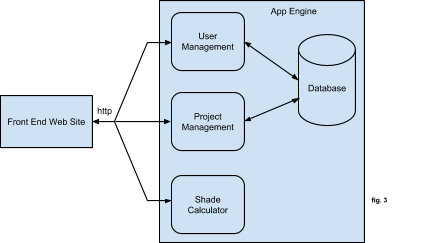 App Engine
User
Management
Database
http
Front End Web Site
Project
Management
Shade
Calculator
fig. 3